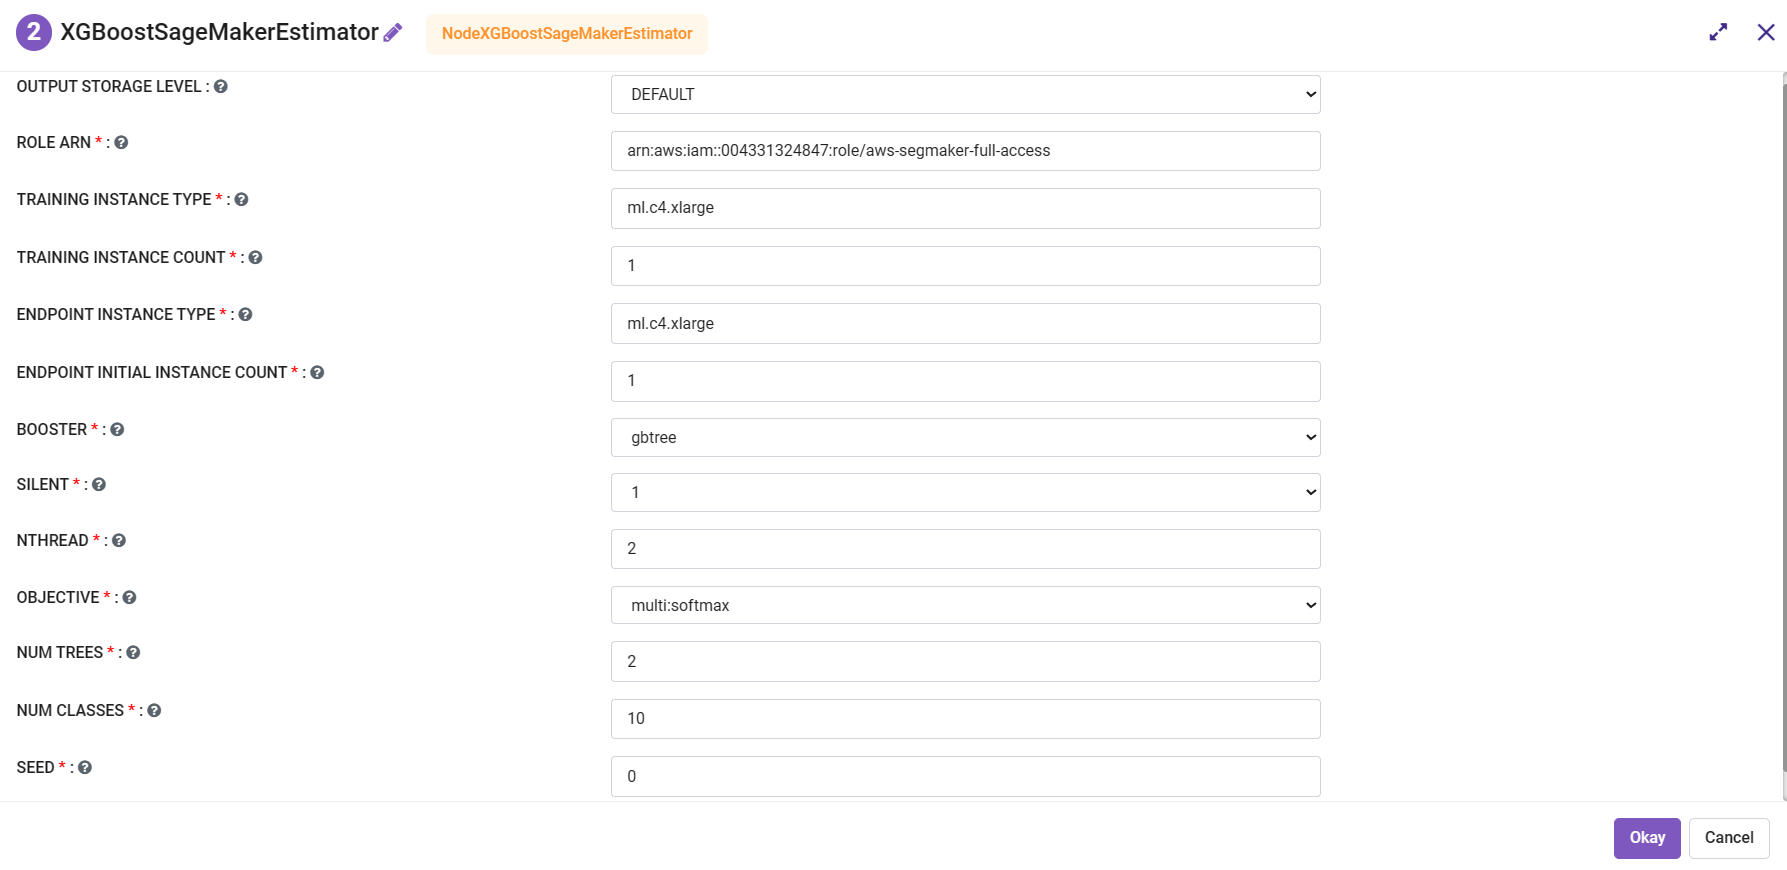 2 XGBoostSageMakerEstimator NodeXGBoostSageMakerEstimator
OUTPUT STORAGE LEVEL : DEFAULT
ROLE ARN * : arn:aws:iam::004331324847:role/aws-segmaker-full-access
TRAINING INSTANCE TYPE * : ml.c4.xlarge
TRAINING INSTANCE COUNT * : 1
ENDPOINT INSTANCE TYPE * : ml.c4.xlarge
ENDPOINT INITIAL INSTANCE COUNT * : 1
BOOSTER * : gbtree
SILENT * : 1
NTHREAD * : 2
OBJECTIVE * : multi:softmax
NUM TREES * : 2
NUM CLASSES * : 10
SEED * : 0
Okay Cancel